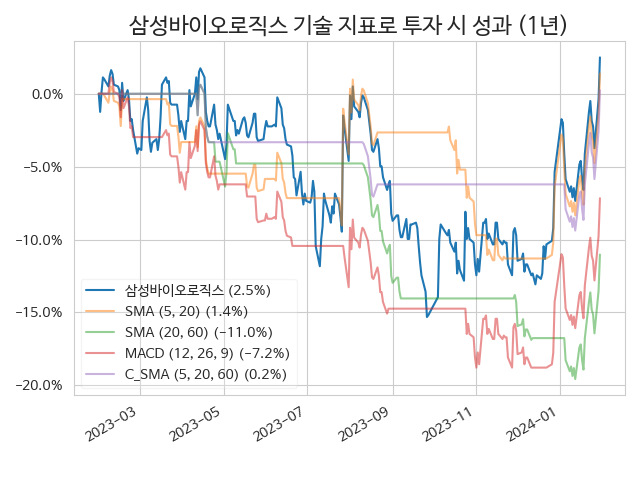 삼성바이오로직스 기술 지표로 투자 시 성과 (1년)
0.0%
−5.0%
−10.0%
−15.0%
−20.0%
삼성바이오로직스 (2.5%)
SMA (5, 20) (1.4%)
SMA (20, 60) (−11.0%)
MACD (12, 26, 9) (−7.2%)
C_SMA (5, 20, 60) (0.2%)
2023−03
2023−05
2023−07
2023−09
2023−11
2024−01